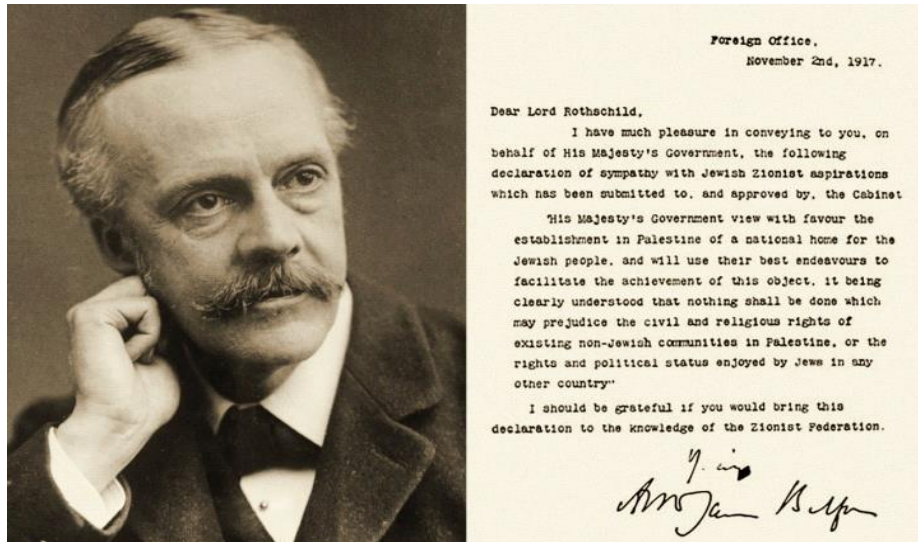 Foreign Office,
November 2nd, 1917.
Dear Lord Rothschild,
I have much pleasure in conveying to you, on
behalf of His Majesty's Government, the following
declaration of sympathy with Jewish Zionist aspirations
which has been submitted to, and approved by, the Cabinet
"His Majesty's Government view with favour the
establishment in Palestine of a national home for the
Jewish people, and will use their best endeavours to
facilitate the achievement of this object, it being
clearly understood that nothing shall be done which
may prejudice the civil and religious rights of
existing non-Jewish communities in Palestine, or the
rights and political status enjoyed by Jews in any
other country"
I should be grateful if you would bring this
declaration to the knowledge of the Zionist Federation.